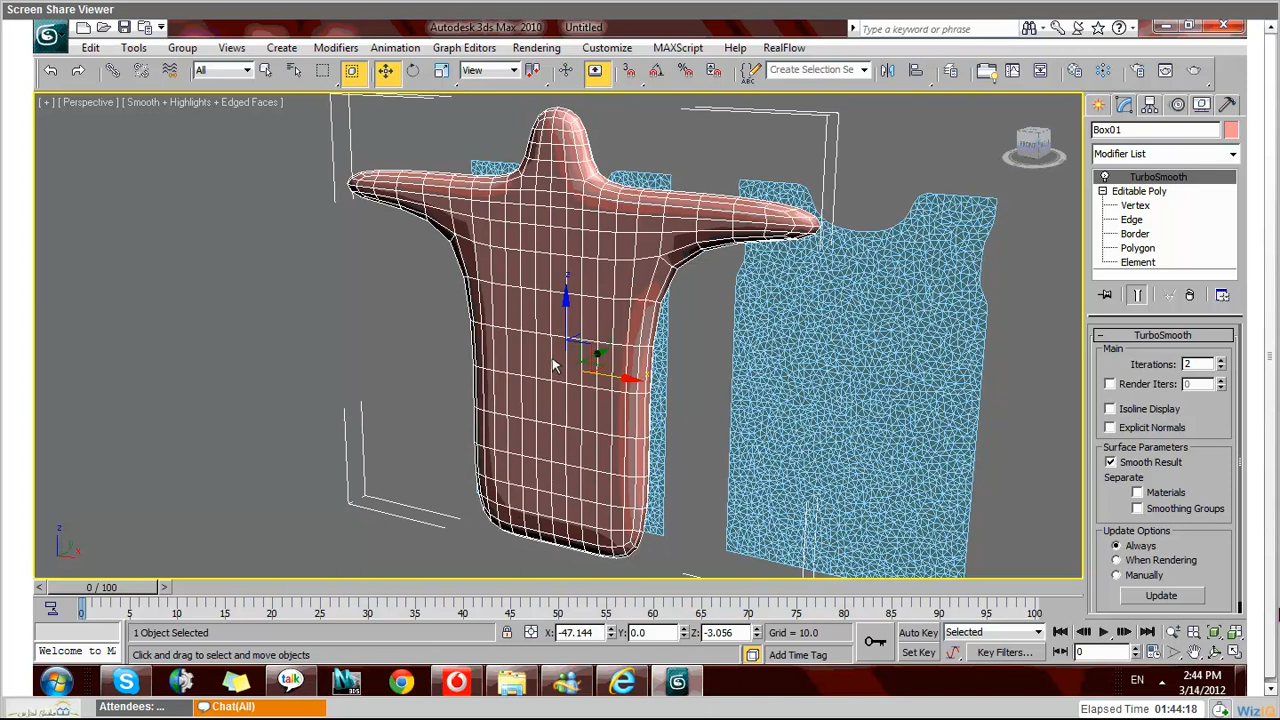 Screen Share Viewer
Autodesk 3ds Max 2010 Untitled
Type a keyword or phrase
Edit Tools Group Views Create Modifiers Animation Graph Editors Rendering Customize MAXScript Help RealFlow
All View Create Selection Se
[ + ] [ Perspective ] [ Smooth + Highlights + Edged Faces ]
FRONT
Box01
Modifier List
TurboSmooth
Editable Poly
Vertex
Edge
Border
Polygon
Element
TurboSmooth
Main
Iterations: 2
Render Iters: 0
Isoline Display
Explicit Normals
Surface Parameters
Smooth Result
Separate
Materials
Smoothing Groups
Update Options
Always
When Rendering
Manually
Update
z
x
0 / 100
0 5 10 15 20 25 30 35 40 45 50 55 60 65 70 75 80 85 90 95 100
1 Object Selected X: -47.144 Y: 0.0 Z: -3.056 Grid = 10.0 Auto Key Selected
Welcome to M Click and drag to select and move objects Add Time Tag Set Key Key Filters... 0
talk
EN 2:44 PM
3/14/2012
Attendees: ... Chat(All) Elapsed Time 01:44:18 WizIQ